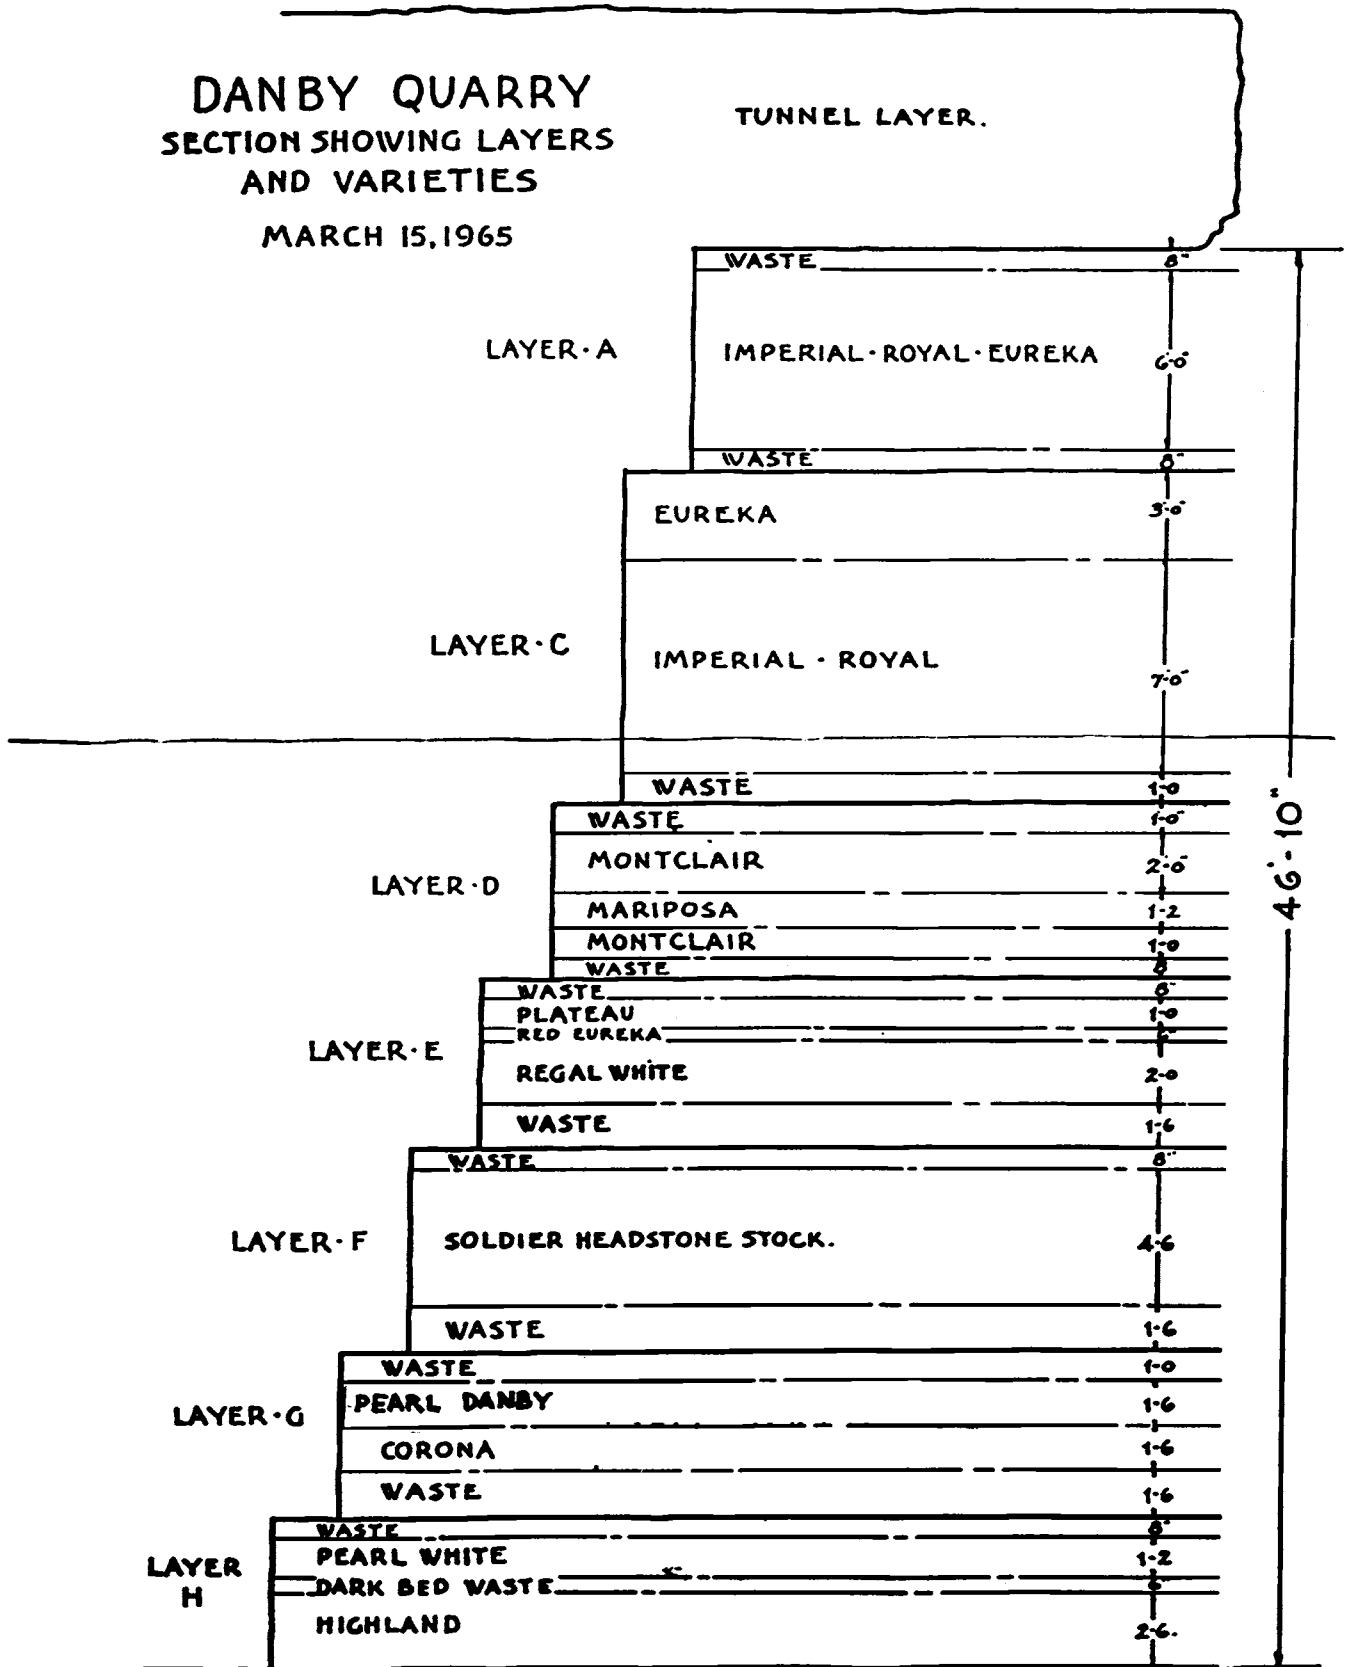 DANBY QUARRY
SECTION SHOWING LAYERS
AND VARIETIES
MARCH 15, 1965
TUNNEL LAYER.
WASTE 8"
LAYER·A
IMPERIAL·ROYAL·EUREKA 6'-0"
WASTE 8"
EUREKA 3'-0"
LAYER·C
IMPERIAL·ROYAL 7'-0"
WASTE 1-0
WASTE 1-0"
LAYER·D
MONTCLAIR 2'-0"
MARIPOSA 1-2
MONTCLAIR 1-0
WASTE 8
WASTE 8"
PLATEAU 1-0
RED EUREKA
LAYER·E
REGAL WHITE 2-0
WASTE 1-6
WASTE 8"
LAYER·F
SOLDIER HEADSTONE STOCK. 4-6
WASTE 1-6
WASTE 1-0
PEARL DANBY 1-6
LAYER·G
CORONA 1-6
WASTE 1-6
WASTE 8"
PEARL WHITE 1-2
LAYER
H
DARK BED WASTE 6
HIGHLAND 2-6.
46'-10"